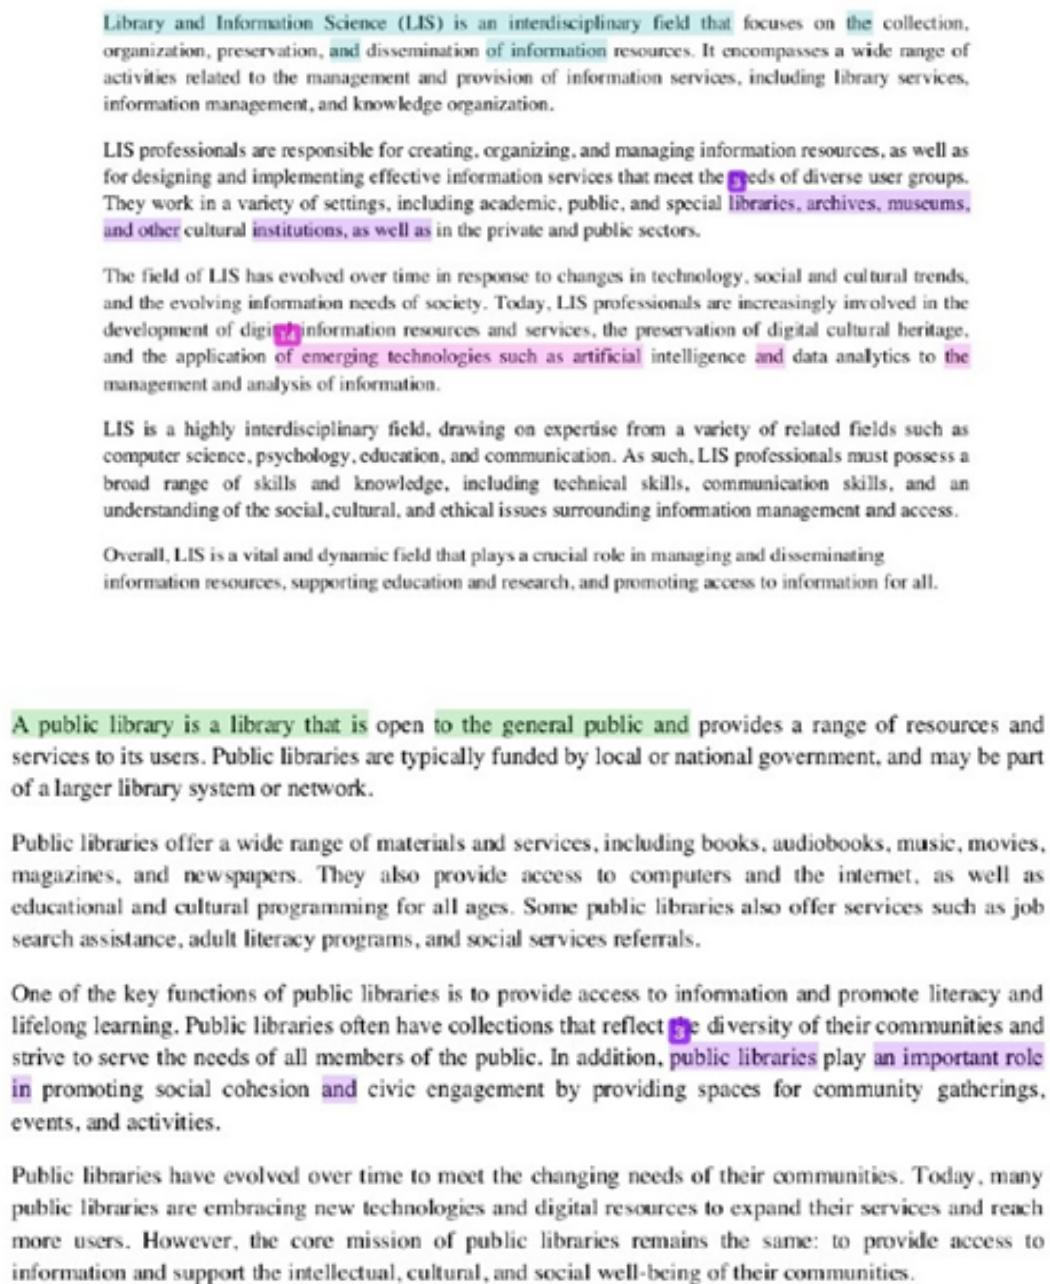 Library and Information Science (LIS) is an interdisciplinary field that focuses on the collection,
organization, preservation, and dissemination of information resources. It encompasses a wide range of
activities related to the management and provision of information services, including library services,
information management, and knowledge organization.
LIS professionals are responsible for creating, organizing, and managing information resources, as well as
for designing and implementing effective information services that meet the 3 eeds of diverse user groups.
They work in a variety of settings, including academic, public, and special libraries, archives, museums,
and other cultural institutions, as well as in the private and public sectors.
The field of LIS has evolved over time in response to changes in technology, social and cultural trends,
and the evolving information needs of society. Today, LIS professionals are increasingly involved in the
development of digi 14 information resources and services, the preservation of digital cultural heritage,
and the application of emerging technologies such as artificial intelligence and data analytics to the
management and analysis of information.
LIS is a highly interdisciplinary field, drawing on expertise from a variety of related fields such as
computer science, psychology, education, and communication. As such, LIS professionals must possess a
broad range of skills and knowledge, including technical skills, communication skills, and an
understanding of the social, cultural, and ethical issues surrounding information management and access.
Overall, LIS is a vital and dynamic field that plays a crucial role in managing and disseminating
information resources, supporting education and research, and promoting access to information for all.
A public library is a library that is open to the general public and provides a range of resources and
services to its users. Public libraries are typically funded by local or national government, and may be part
of a larger library system or network.
Public libraries offer a wide range of materials and services, including books, audiobooks, music, movies,
magazines, and newspapers. They also provide access to computers and the internet, as well as
educational and cultural programming for all ages. Some public libraries also offer services such as job
search assistance, adult literacy programs, and social services referrals.
One of the key functions of public libraries is to provide access to information and promote literacy and
lifelong learning. Public libraries often have collections that reflect 3 e diversity of their communities and
strive to serve the needs of all members of the public. In addition, public libraries play an important role
in promoting social cohesion and civic engagement by providing spaces for community gatherings,
events, and activities.
Public libraries have evolved over time to meet the changing needs of their communities. Today, many
public libraries are embracing new technologies and digital resources to expand their services and reach
more users. However, the core mission of public libraries remains the same: to provide access to
information and support the intellectual, cultural, and social well-being of their communities.